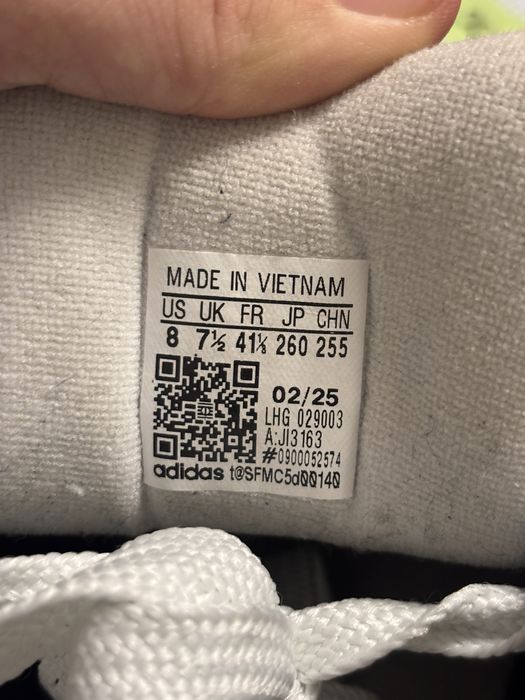 MADE IN VIETNAM
US UK FR JP CHN
8 7½ 41⅓ 260 255
02/25
LHG 029003
A:JI3163
#0900052574
adidas t@SFMC5d00140